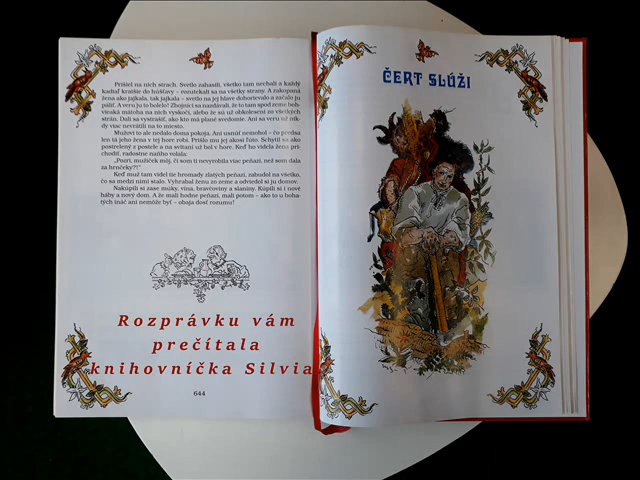 Prišiel na nich strach. Svetlo zahasili, všetko tam nechali a každý
kadiaľ kratšie do húšťavy – rozutekali sa na všetky strany. A zakopaná
žena ako jajkala, tak jajkala – svetlo na jej hlave dohorievalo a začalo ju
páliť. A veru ju to bolelo! Zbojníci sa nazdávali, že to tam spod zeme boh-
vieaká mátoha na nich vyskočí, alebo že sú už obkolesení zo všetkých
strán. Dali sa vystrašiť, ako kto má plané svedomie. Ani sa veru už nik-
dy viac nevrátili na to miesto.
Mužovi to ale nedalo doma pokoja. Ani usnúť nemohol – čo predsa
len tá jeho žena v tej hore robí. Prišlo mu jej akosi ľúto. Schytil sa ako
postrelený z postele a na svitaní už bol v hore. Keď ho videla žena pri-
chodiť, radostne naňho volala:
„Pozri, mužíček môj, či som ti nevyrobila viac peňazí, než som dala
za hrnčeky?!"
Keď muž tam videl tie hromady zlatých peňazí, zabudol na všetko,
čo sa medzi nimi stalo. Vyhrabal ženu zo zeme a odviedol si ju domov.
Nakúpili si zase múky, vína, bravčoviny a slaniny. Kúpili si i nové
háby a nový dom. A že mali hodne peňazí, mali potom – ako to u boha-
tých ináč ani nemôže byť – obaja dosť rozumu!
Rozprávku vám
prečítala
knihovníčka Silvia
644
ČERT SLÚŽI